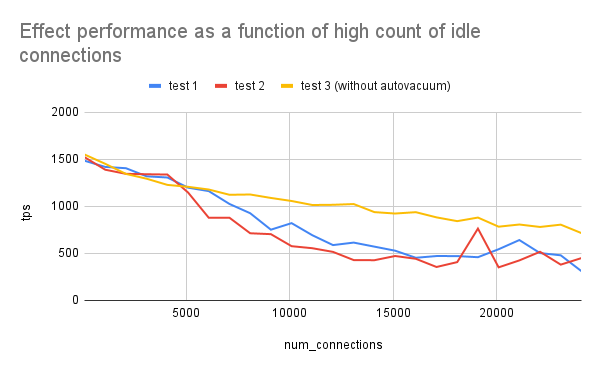 Effect performance as a function of high count of idle
connections
test 1 test 2 test 3 (without autovacuum)
2000
1500
1000
500
0
tps
5000 10000 15000 20000
num_connections